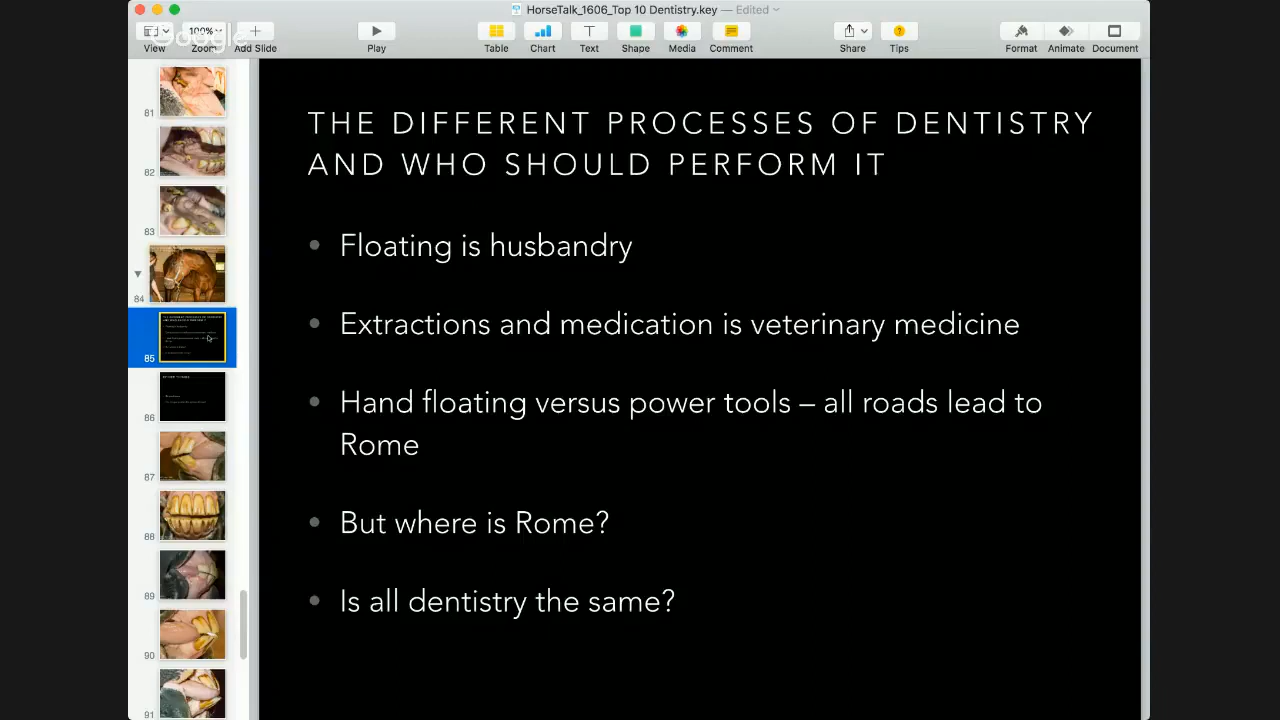 HorseTalk_1606_Top 10 Dentistry.key — Edited
Google
100%
View Zoom Add Slide Play Table Chart Text Shape Media Comment Share Tips Format Animate Document
THE DIFFERENT PROCESSES OF DENTISTRY
AND WHO SHOULD PERFORM IT
• Floating is husbandry
• Extractions and medication is veterinary medicine
• Hand floating versus power tools – all roads lead to
Rome
• But where is Rome?
• Is all dentistry the same?
81
82
83
84
85
86
87
88
89
90
91